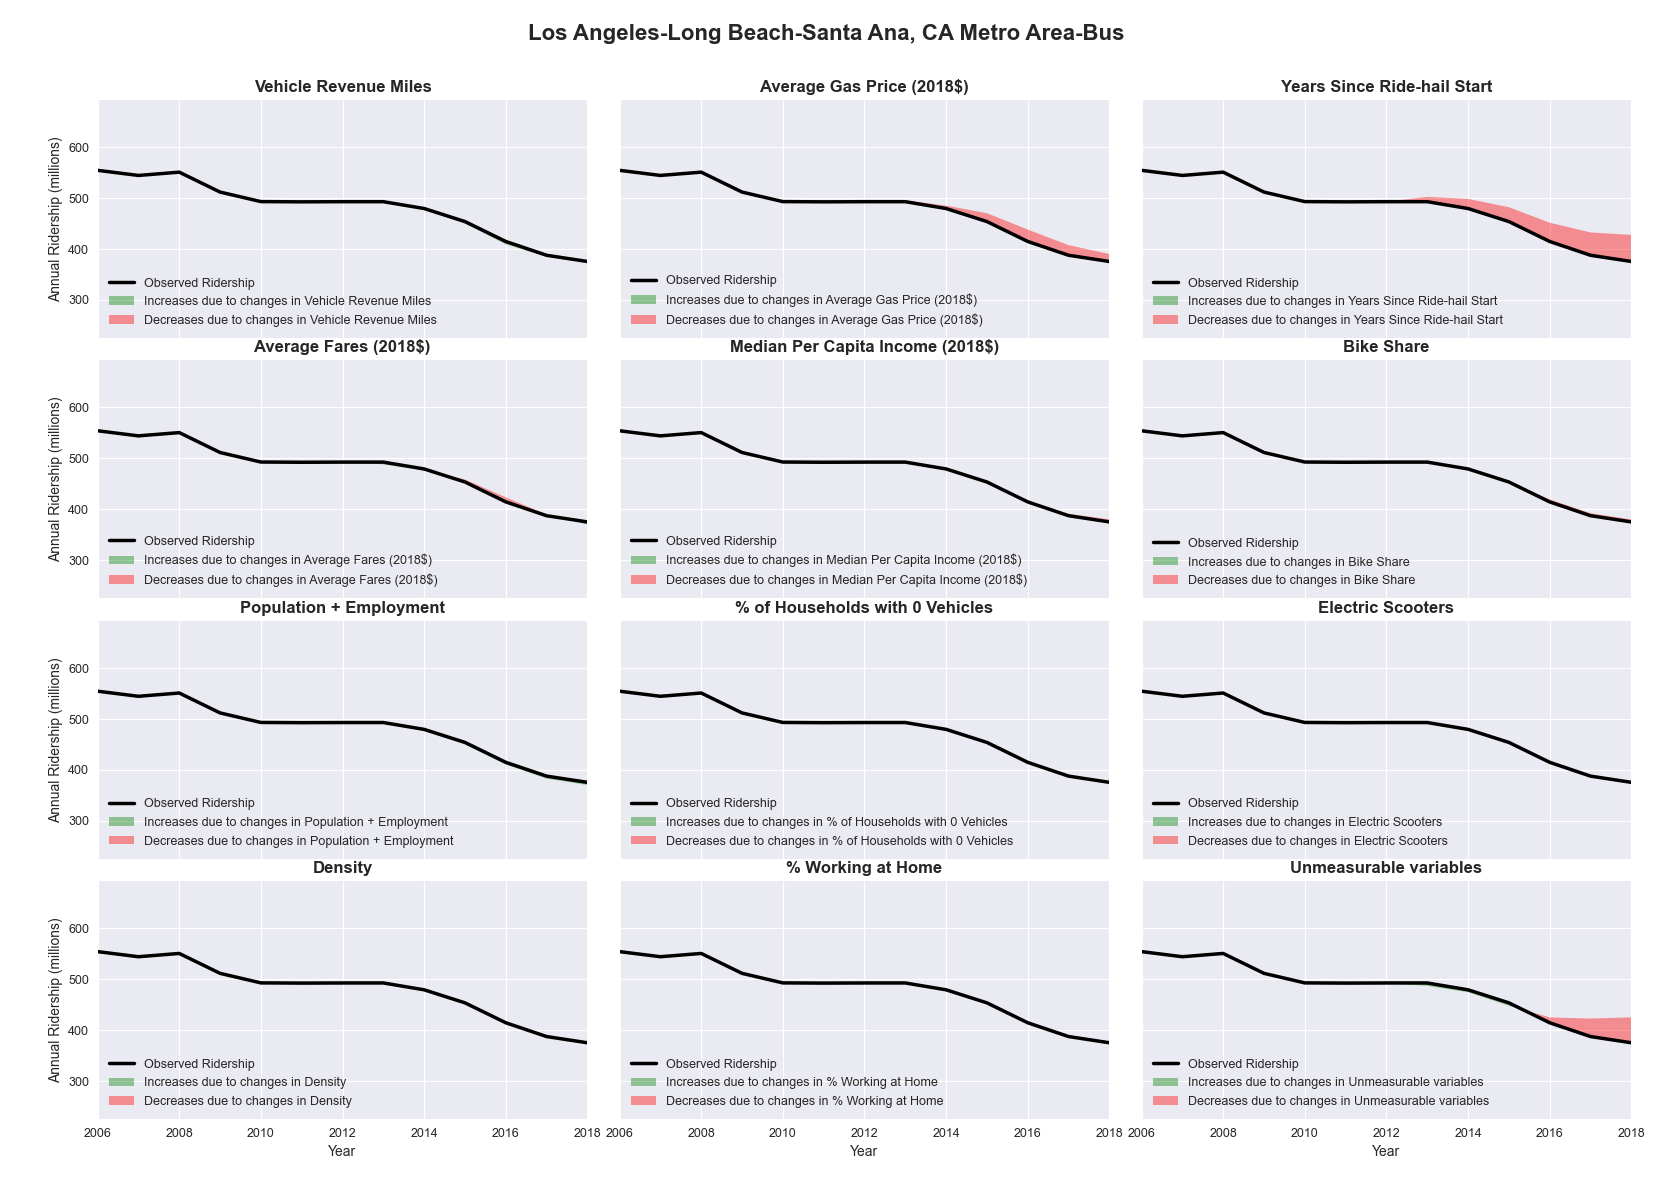 Los Angeles-Long Beach-Santa Ana, CA Metro Area-Bus
Vehicle Revenue Miles
Annual Ridership (millions)
600
500
400
300
Observed Ridership
Increases due to changes in Vehicle Revenue Miles
Decreases due to changes in Vehicle Revenue Miles
Average Gas Price (2018$)
Observed Ridership
Increases due to changes in Average Gas Price (2018$)
Decreases due to changes in Average Gas Price (2018$)
Years Since Ride-hail Start
Observed Ridership
Increases due to changes in Years Since Ride-hail Start
Decreases due to changes in Years Since Ride-hail Start
Average Fares (2018$)
Annual Ridership (millions)
600
500
400
300
Observed Ridership
Increases due to changes in Average Fares (2018$)
Decreases due to changes in Average Fares (2018$)
Median Per Capita Income (2018$)
Observed Ridership
Increases due to changes in Median Per Capita Income (2018$)
Decreases due to changes in Median Per Capita Income (2018$)
Bike Share
Observed Ridership
Increases due to changes in Bike Share
Decreases due to changes in Bike Share
Population + Employment
Annual Ridership (millions)
600
500
400
300
Observed Ridership
Increases due to changes in Population + Employment
Decreases due to changes in Population + Employment
% of Households with 0 Vehicles
Observed Ridership
Increases due to changes in % of Households with 0 Vehicles
Decreases due to changes in % of Households with 0 Vehicles
Electric Scooters
Observed Ridership
Increases due to changes in Electric Scooters
Decreases due to changes in Electric Scooters
Density
Annual Ridership (millions)
600
500
400
300
Observed Ridership
Increases due to changes in Density
Decreases due to changes in Density
2006 2008 2010 2012 2014 2016 2018
Year
% Working at Home
Observed Ridership
Increases due to changes in % Working at Home
Decreases due to changes in % Working at Home
2006 2008 2010 2012 2014 2016 2018
Year
Unmeasurable variables
Observed Ridership
Increases due to changes in Unmeasurable variables
Decreases due to changes in Unmeasurable variables
2006 2008 2010 2012 2014 2016 2018
Year